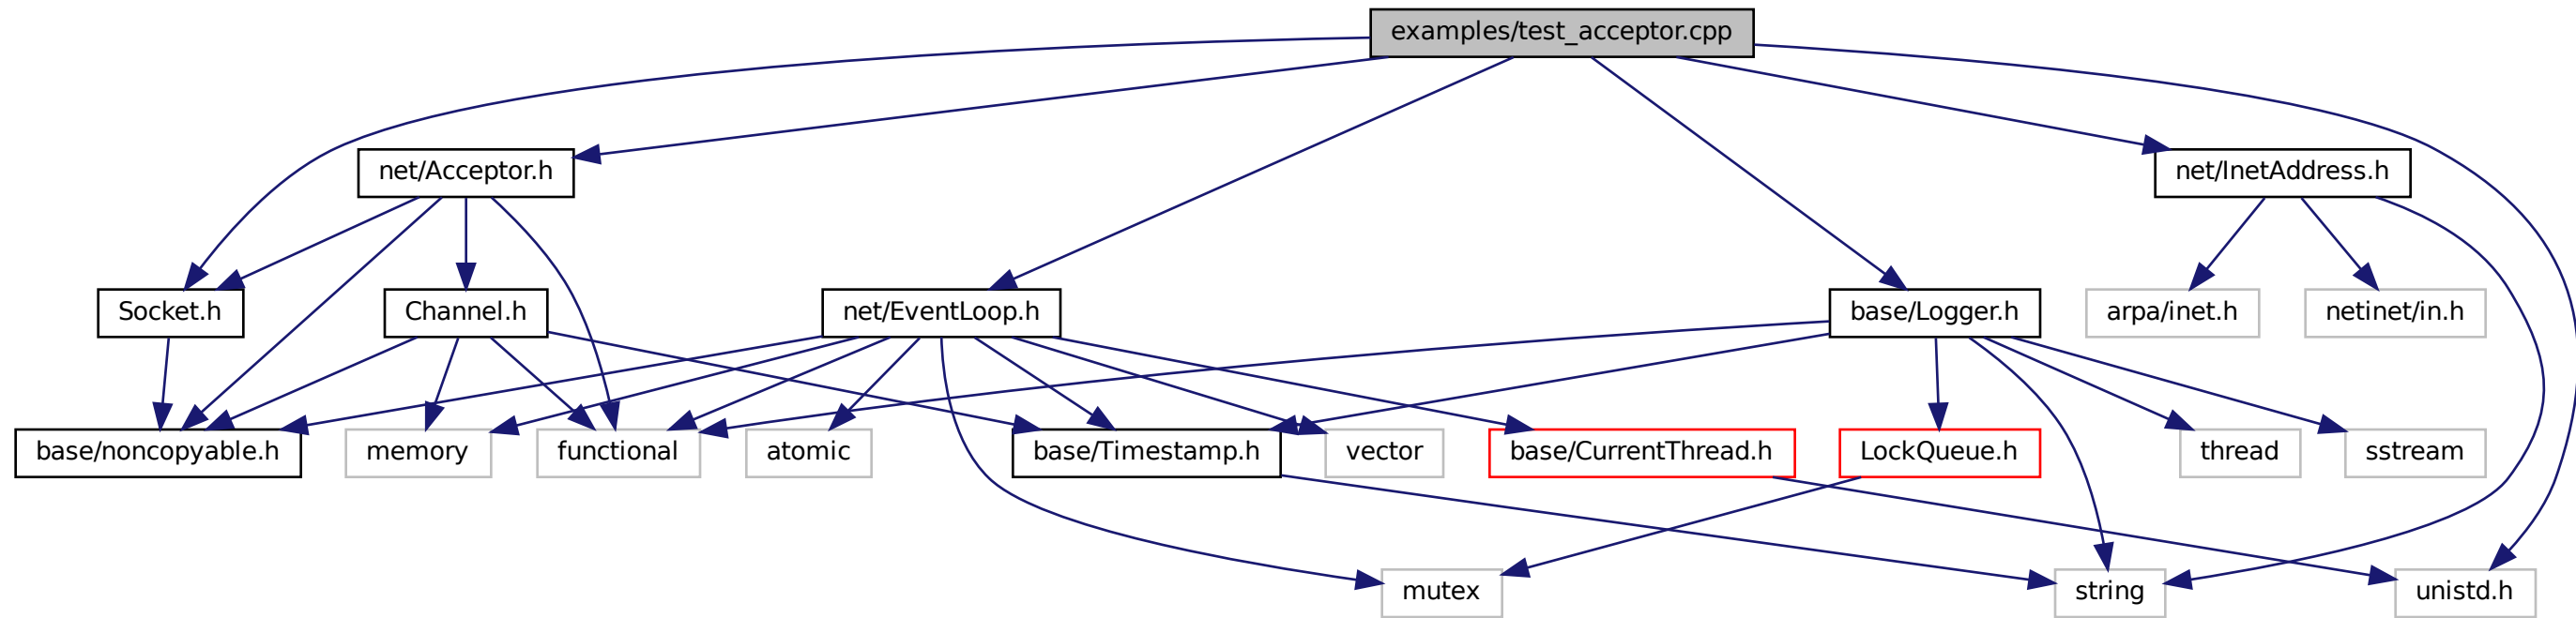 examples/test_acceptor.cpp
net/Acceptor.h
net/InetAddress.h
Socket.h
Channel.h
net/EventLoop.h
base/Logger.h
arpa/inet.h
netinet/in.h
base/noncopyable.h
memory
functional
atomic
base/Timestamp.h
vector
base/CurrentThread.h
LockQueue.h
thread
sstream
mutex
string
unistd.h